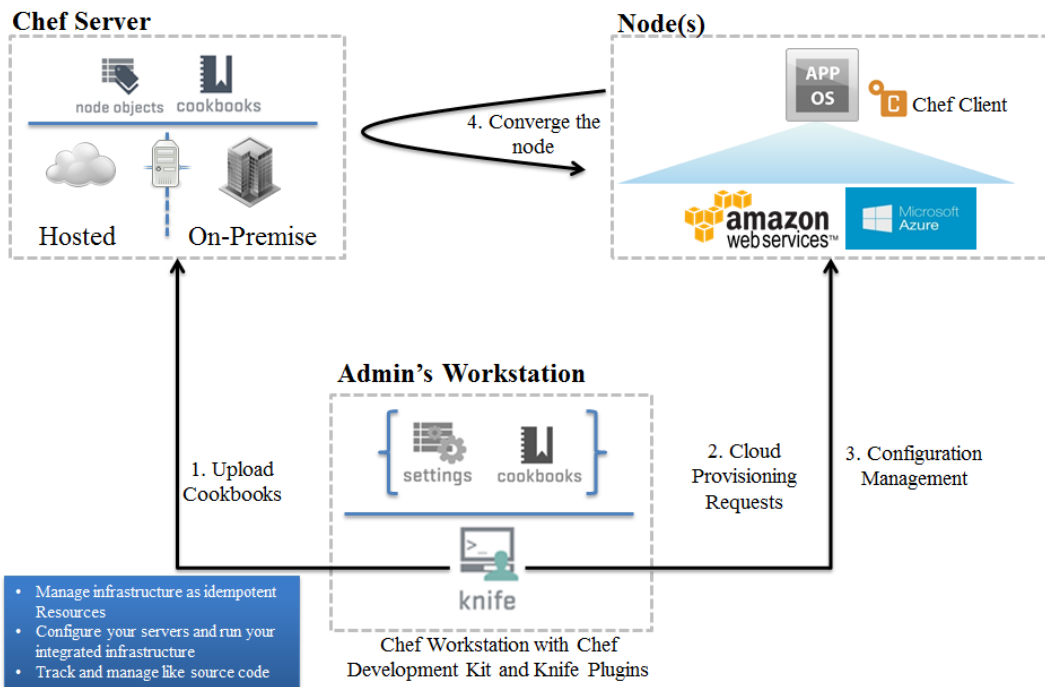 Chef Server
node objects
cookbooks
Hosted
On-Premise
Node(s)
APP
OS
C
Chef Client
amazon
web services™
Microsoft
Azure
4. Converge the
node
Admin's Workstation
settings
cookbooks
>_
knife
Chef Workstation with Chef
Development Kit and Knife Plugins
1. Upload
Cookbooks
2. Cloud
Provisioning
Requests
3. Configuration
Management
• Manage infrastructure as idempotent
Resources
• Configure your servers and run your
integrated infrastructure
• Track and manage like source code